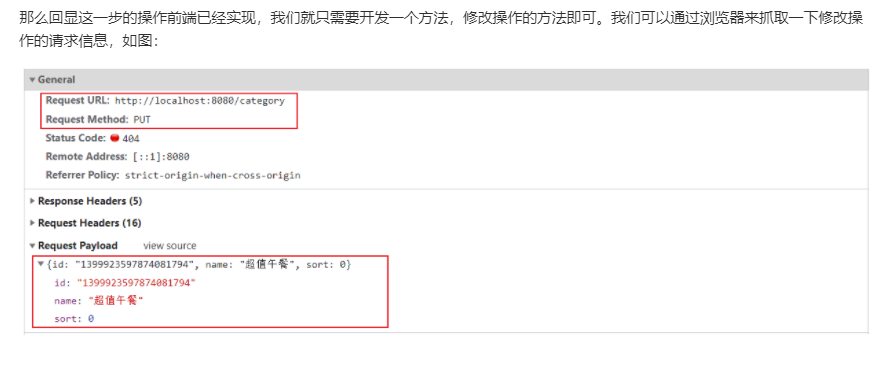 那么回显这一步的操作前端已经实现，我们就只需要开发一个方法，修改操作的方法即可。我们可以通过浏览器来抓取一下修改操
作的请求信息，如图：
General
Request URL: http://localhost:8080/category
Request Method: PUT
Status Code: 404
Remote Address: [::1]:8080
Referrer Policy: strict-origin-when-cross-origin
Response Headers (5)
Request Headers (16)
Request Payload view source
{id: "1399923597874081794", name: "超值午餐", sort: 0}
id: "1399923597874081794"
name: "超值午餐"
sort: 0